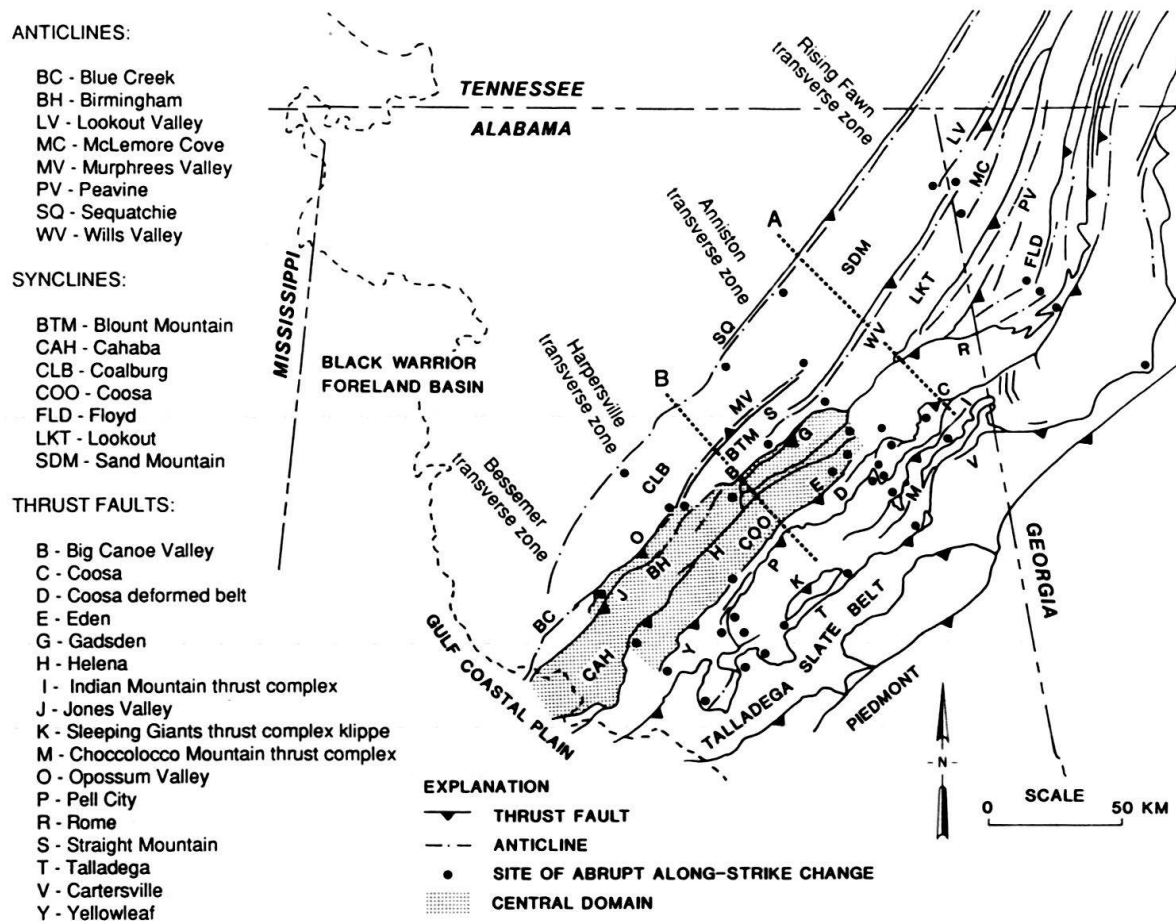 ANTICLINES:
BC - Blue Creek
BH - Birmingham
LV - Lookout Valley
MC - McLemore Cove
MV - Murphrees Valley
PV - Peavine
SQ - Sequatchie
WV - Wills Valley
SYNCLINES:
BTM - Blount Mountain
CAH - Cahaba
CLB - Coalburg
COO - Coosa
FLD - Floyd
LKT - Lookout
SDM - Sand Mountain
THRUST FAULTS:
B - Big Canoe Valley
C - Coosa
D - Coosa deformed belt
E - Eden
G - Gadsden
H - Helena
I - Indian Mountain thrust complex
J - Jones Valley
K - Sleeping Giants thrust complex klippe
M - Choccolocco Mountain thrust complex
O - Opossum Valley
P - Pell City
R - Rome
S - Straight Mountain
T - Talladega
V - Cartersville
Y - Yellowleaf
TENNESSEE
ALABAMA
MISSISSIPPI
GEORGIA
BLACK WARRIOR
FORELAND BASIN
Rising Fawn
transverse zone
Anniston
transverse zone
Harpersville
transverse zone
Bessemer
transverse zone
A
B
LV
MC
PV
SDM
LKT
FLD
WV
SQ
R
C
MV
S
BTM
G
B
CLB
E
D
V
M
O
COO
H
BH
P
K
J
T
BC
CAH
Y
GULF COASTAL PLAIN
TALLADEGA SLATE BELT
PIEDMONT
N
SCALE
0 50 KM
EXPLANATION
THRUST FAULT
ANTICLINE
SITE OF ABRUPT ALONG-STRIKE CHANGE
CENTRAL DOMAIN